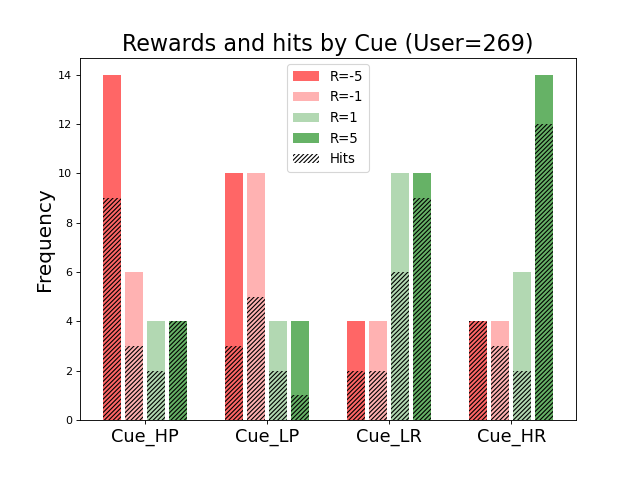 Rewards and hits by Cue (User=269)
R=-5
R=-1
R=1
R=5
Hits
Frequency
14
12
10
8
6
4
2
0
Cue_HP
Cue_LP
Cue_LR
Cue_HR